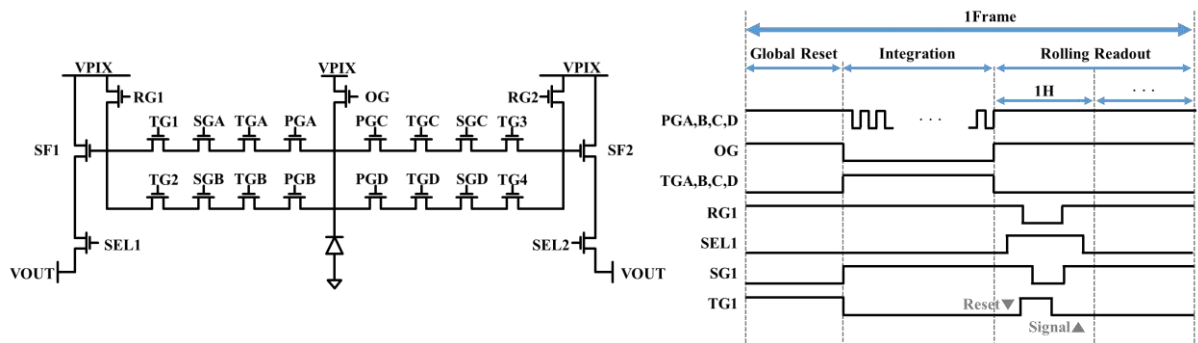 VPIX VPIX VPIX
RG1 OG RG2
TG1 SGA TGA PGA PGC TGC SGC TG3
SF1 SF2
TG2 SGB TGB PGB PGD TGD SGD TG4
SEL1 SEL2
VOUT VOUT
1Frame
Global Reset Integration Rolling Readout
1H . . .
PGA,B,C,D . . .
OG
TGA,B,C,D
RG1
SEL1
SG1
TG1 Reset▼
Signal▲